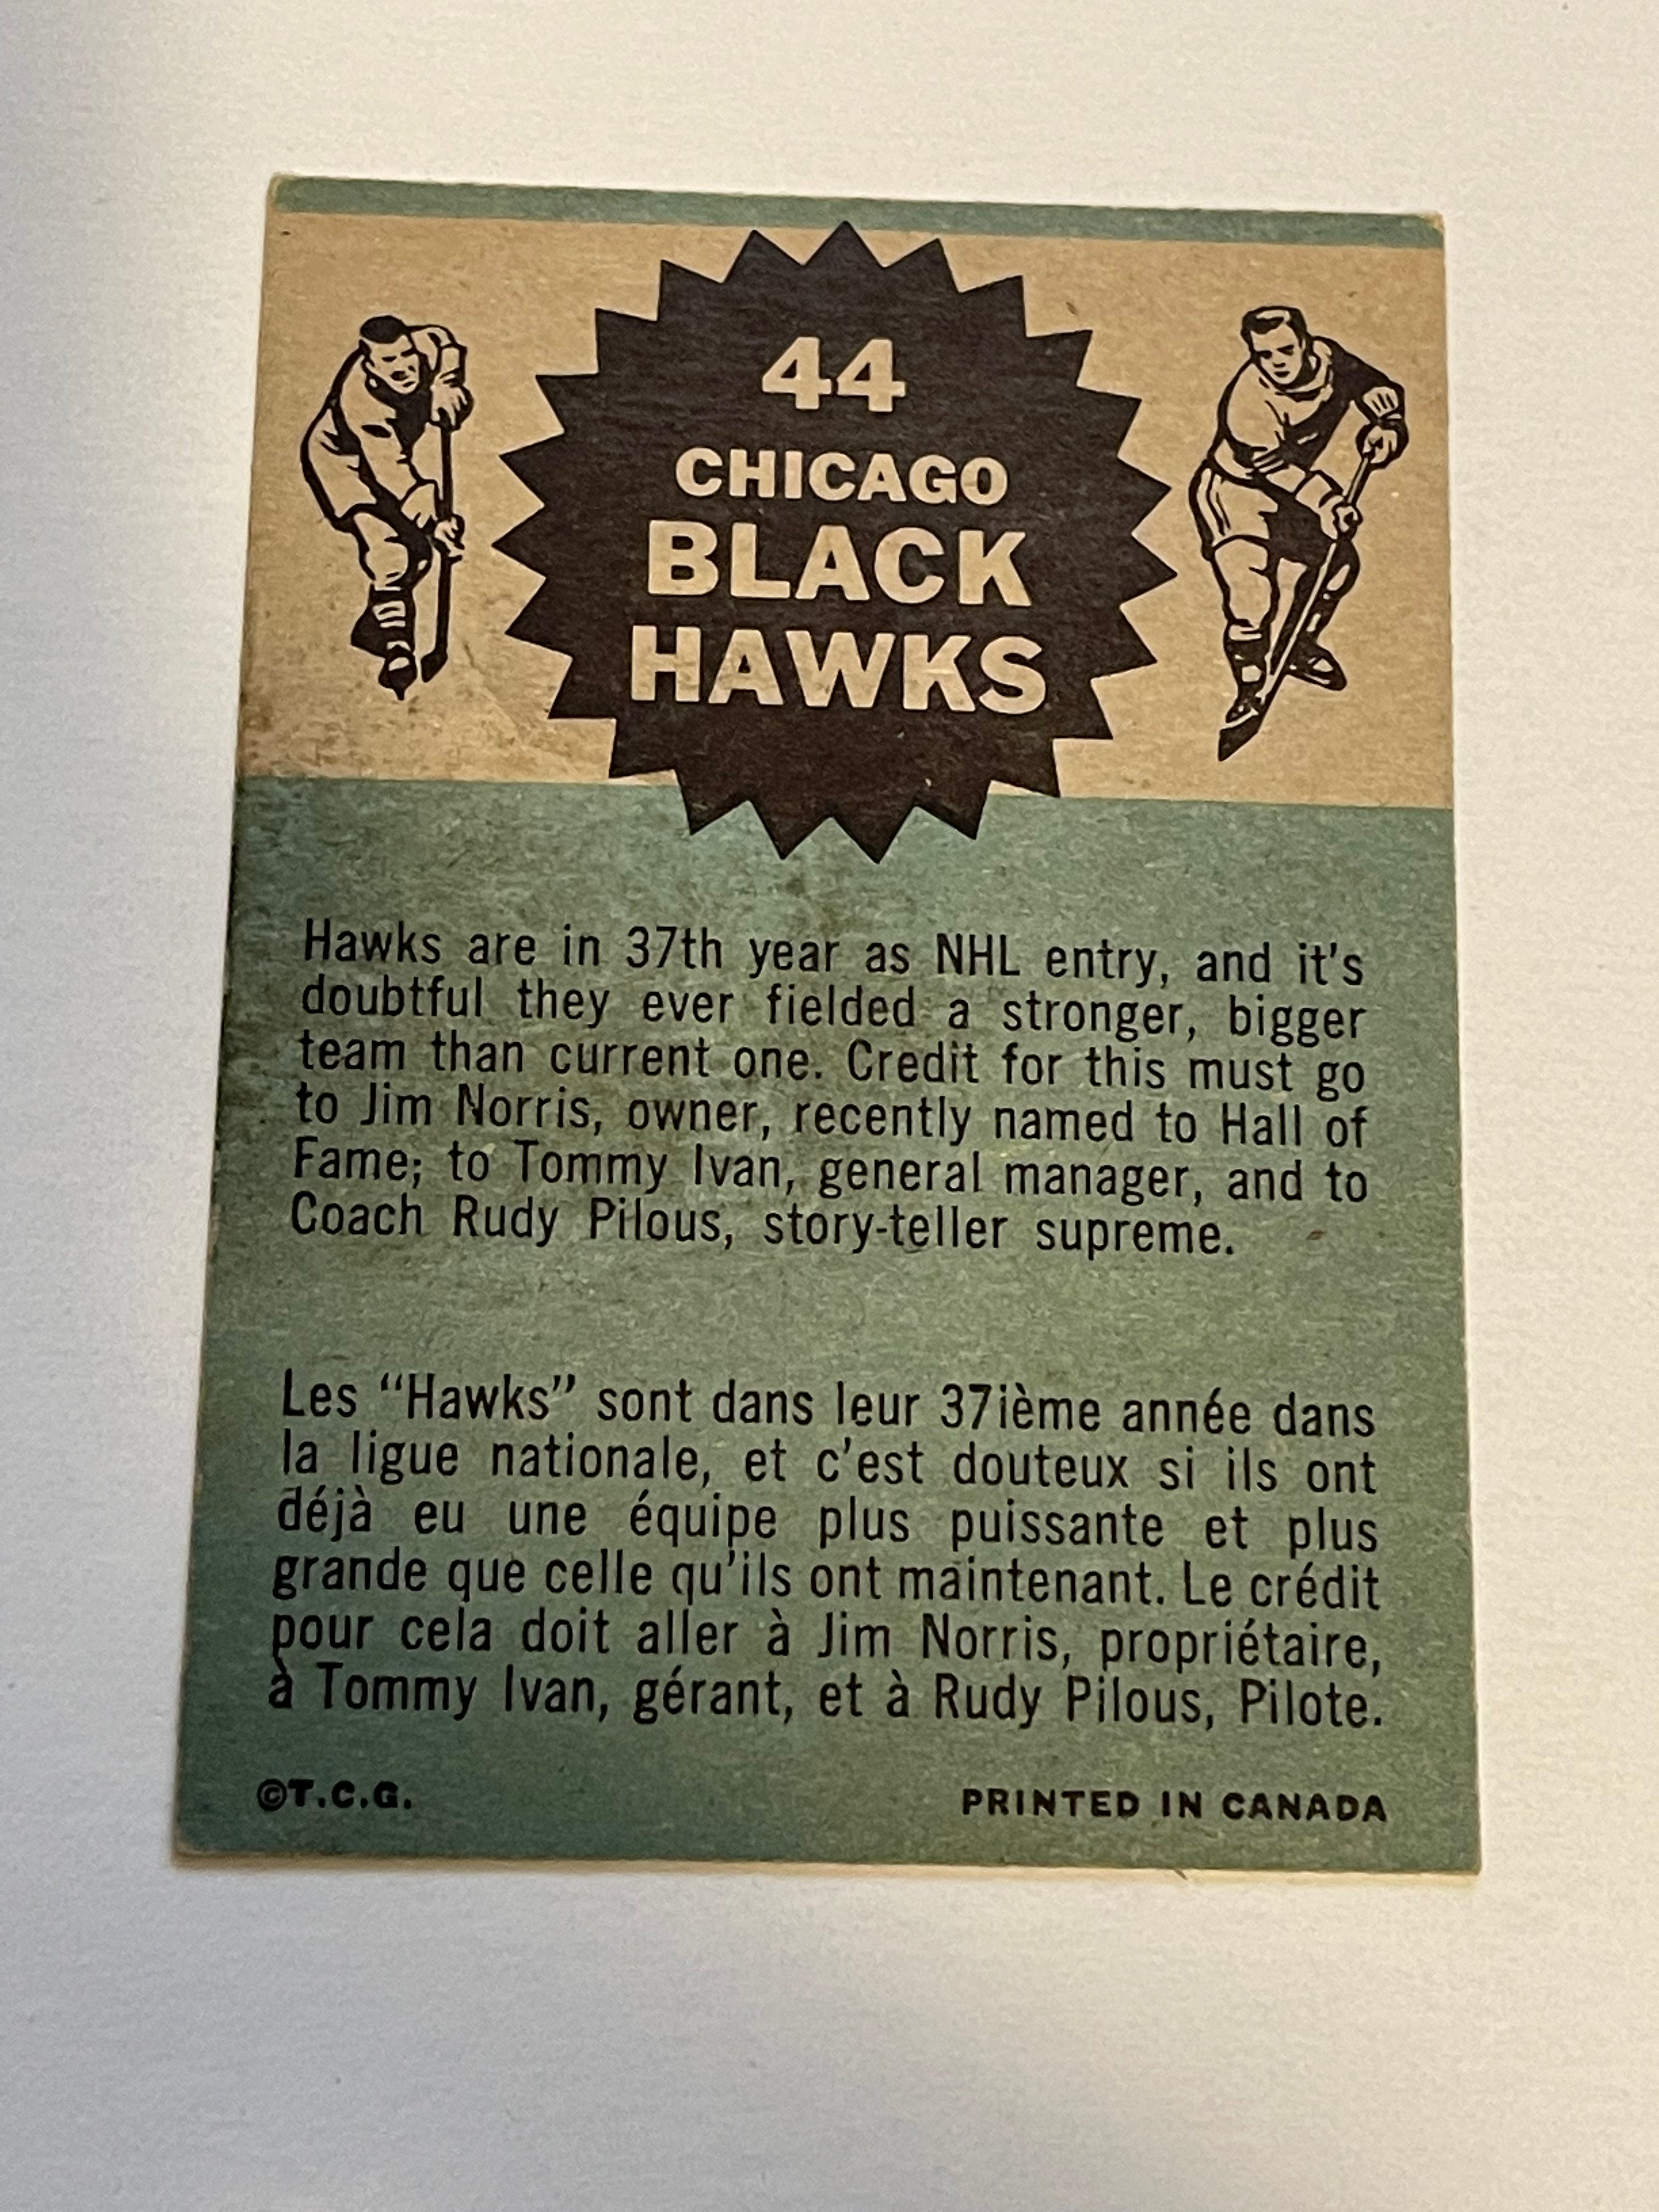 44
CHICAGO
BLACK
HAWKS
Hawks are in 37th year as NHL entry, and it's
doubtful they ever fielded a stronger, bigger
team than current one. Credit for this must go
to Jim Norris, owner, recently named to Hall of
Fame; to Tommy Ivan, general manager, and to
Coach Rudy Pilous, story-teller supreme.
Les "Hawks" sont dans leur 37ième année dans
la ligue nationale, et c'est douteux si ils ont
déjà eu une équipe plus puissante et plus
grande que celle qu'ils ont maintenant. Le crédit
pour cela doit aller à Jim Norris, propriétaire,
à Tommy Ivan, gérant, et à Rudy Pilous, Pilote.
©T.C.G. PRINTED IN CANADA